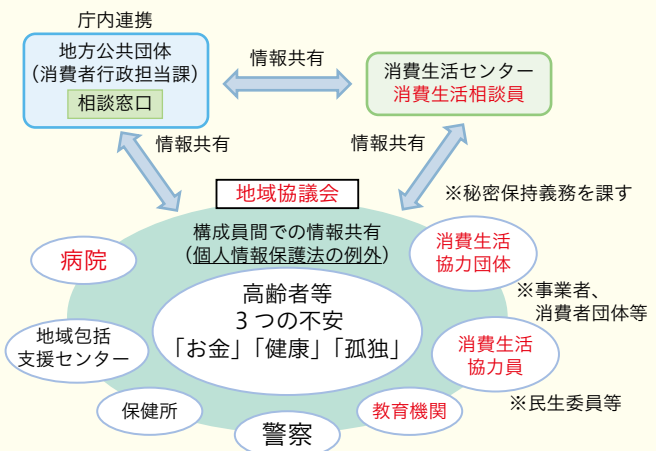 庁内連携
地方公共団体
（消費者行政担当課）
相談窓口
情報共有
消費生活センター
消費生活相談員
情報共有
情報共有
地域協議会
※秘密保持義務を課す
構成員間での情報共有
（個人情報保護法の例外）
消費生活
協力団体
病院
高齢者等
３つの不安
「お金」「健康」「孤独」
※事業者、
消費者団体等
地域包括
支援センター
消費生活
協力員
保健所
教育機関
※民生委員等
警察